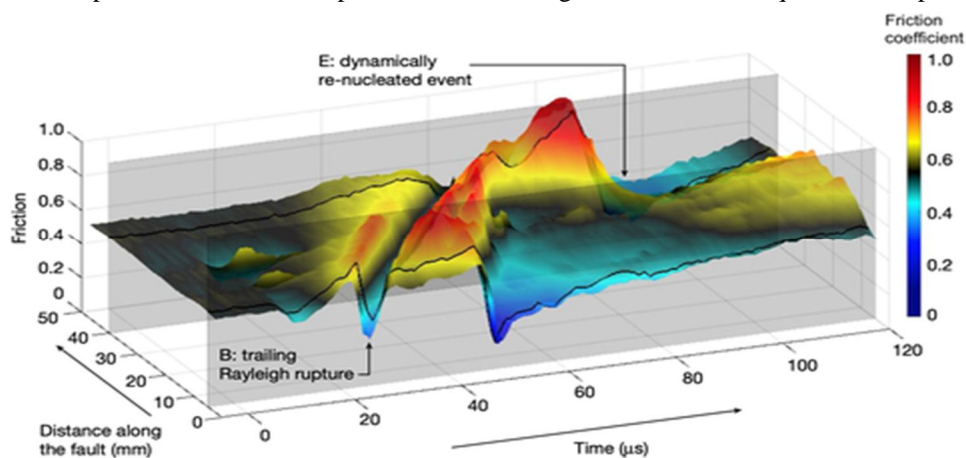 Friction
coefficient
1.0
0.8
0.6
0.4
0.2
0
E: dynamically
re-nucleated event
1.0
0.8
0.6
0.4
0.2
0
Friction
50
40
30
20
10
0
B: trailing
Rayleigh rupture
0
20
40
60
80
100
120
Distance along
the fault (mm)
Time (μs)